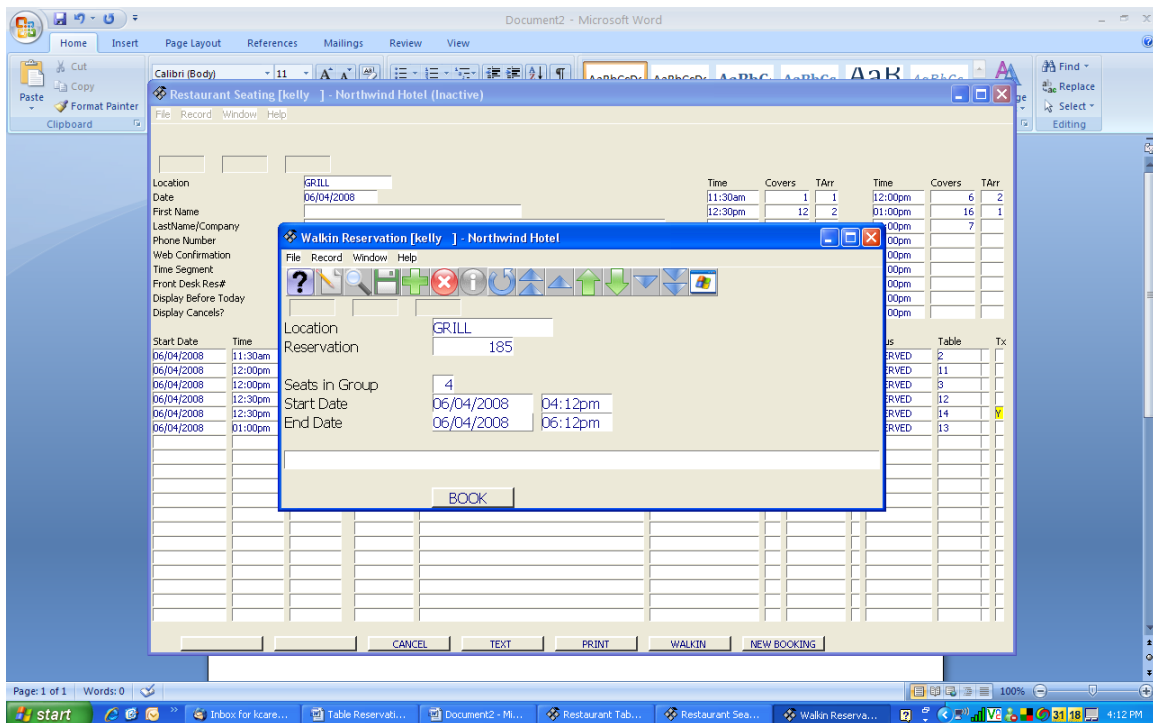 Document2 - Microsoft Word
Home Insert Page Layout References Mailings Review View
Cut
Copy
Paste
Format Painter
Clipboard
Calibri (Body) 11
Find
Replace
Select
Editing
Restaurant Seating [kelly ] - Northwind Hotel (Inactive)
File Record Window Help
Location GRILL
Date 06/04/2008
First Name
LastName/Company
Phone Number
Web Confirmation
Time Segment
Front Desk Res#
Display Before Today
Display Cancels?
Time Covers TArr Time Covers TArr
11:30am 1 1 12:00pm 6 2
12:30pm 12 2 01:00pm 16 1
7
Walkin Reservation [kelly ] - Northwind Hotel
File Record Window Help
Location GRILL
Reservation 185
Seats in Group 4
Start Date 06/04/2008 04:12pm
End Date 06/04/2008 06:12pm
BOOK
Start Date Time Table Tx
06/04/2008 11:30am 2
06/04/2008 12:00pm 11
06/04/2008 12:00pm 3
06/04/2008 12:30pm 12
06/04/2008 12:30pm 14 Y
06/04/2008 01:00pm 13
CANCEL TEXT PRINT WALKIN NEW BOOKING
Page: 1 of 1 Words: 0 100%
start Inbox for kcare... Table Reservati... Document2 - Mi... Restaurant Tab... Restaurant Sea... Walkin Reserva... 31 18 4:12 PM